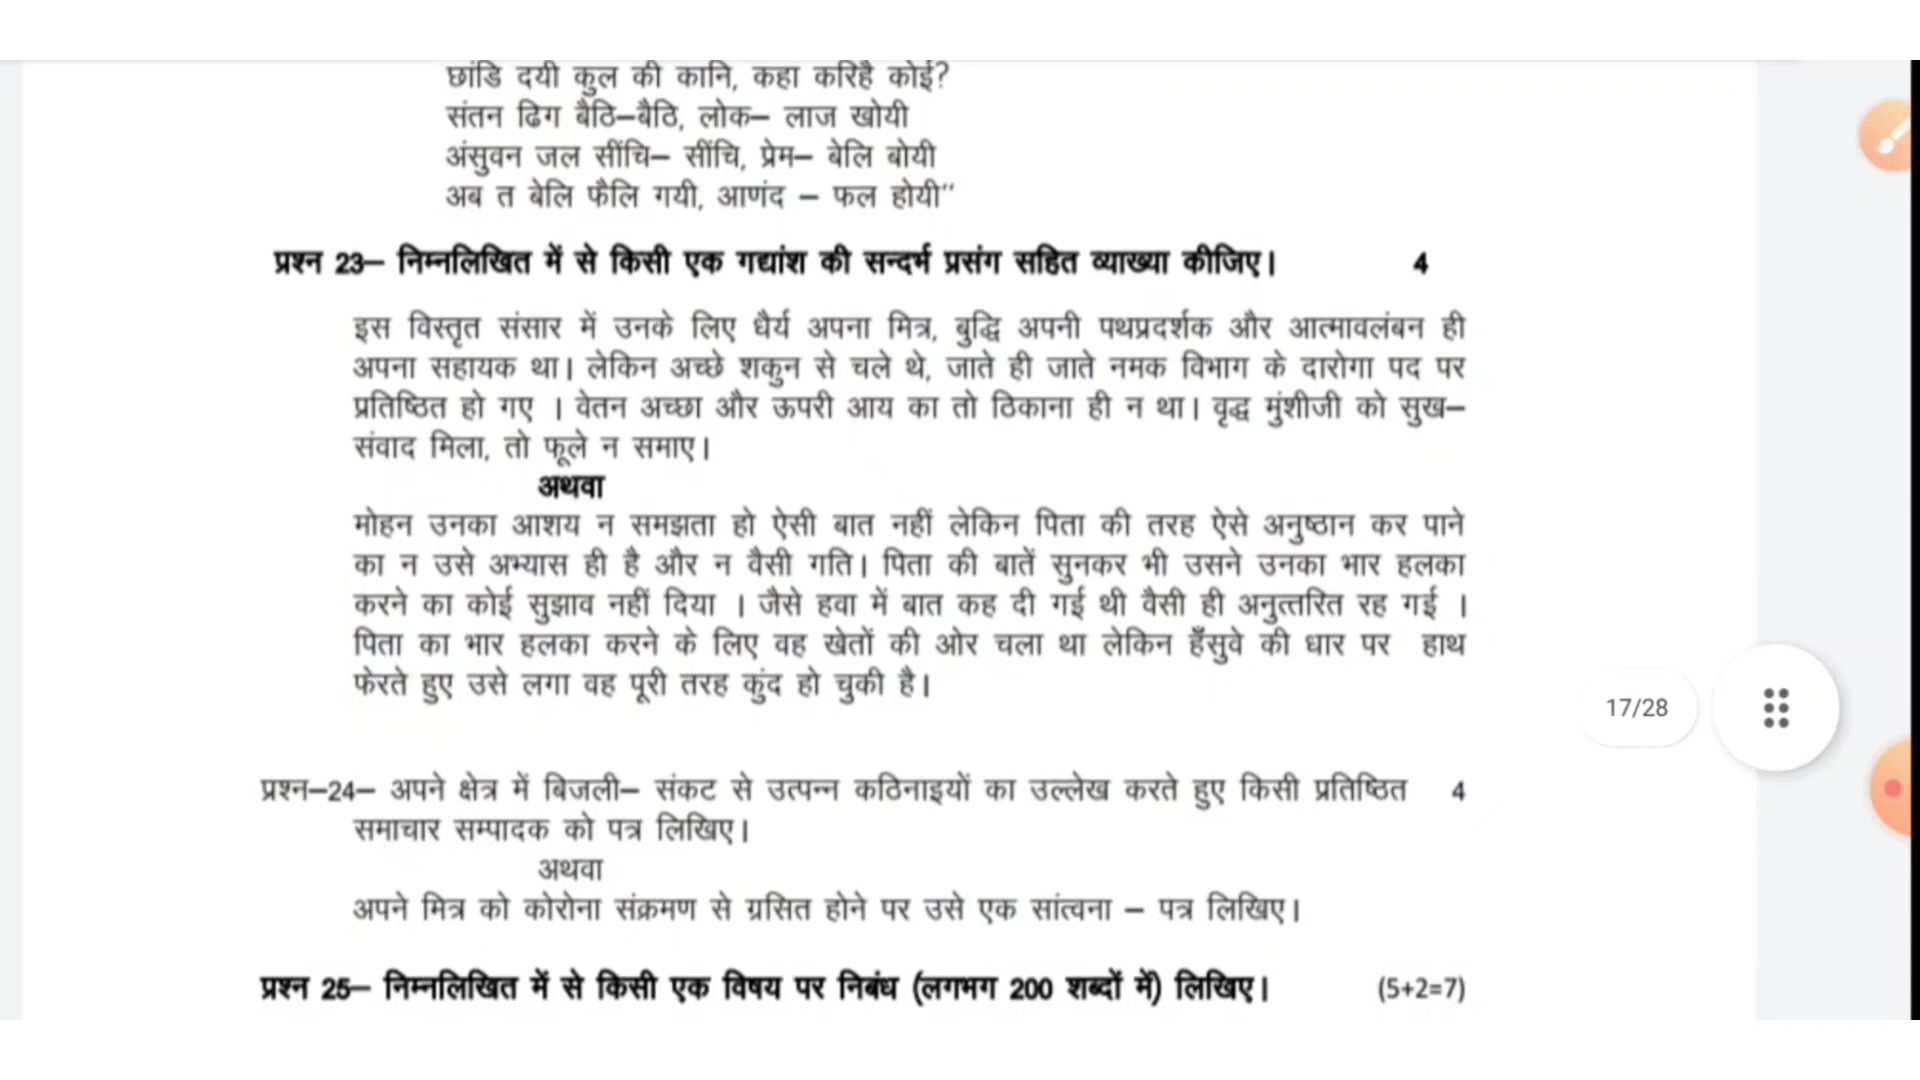 छांडि दयी कुल की कानि, कहा करिहै कोई?
संतन ढिग बैठि–बैठि, लोक– लाज खोयी
अंसुवन जल सींचि– सींचि, प्रेम– बेलि बोयी
अब त बेलि फैलि गयी, आणंद – फल होयी"
प्रश्न 23– निम्नलिखित में से किसी एक गद्यांश की सन्दर्भ प्रसंग सहित व्याख्या कीजिए। 4
इस विस्तृत संसार में उनके लिए धैर्य अपना मित्र, बुद्धि अपनी पथप्रदर्शक और आत्मावलंबन ही
अपना सहायक था। लेकिन अच्छे शकुन से चले थे, जाते ही जाते नमक विभाग के दारोगा पद पर
प्रतिष्ठित हो गए । वेतन अच्छा और ऊपरी आय का तो ठिकाना ही न था। वृद्ध मुंशीजी को सुख–
संवाद मिला, तो फूले न समाए।
अथवा
मोहन उनका आशय न समझता हो ऐसी बात नहीं लेकिन पिता की तरह ऐसे अनुष्ठान कर पाने
का न उसे अभ्यास ही है और न वैसी गति। पिता की बातें सुनकर भी उसने उनका भार हलका
करने का कोई सुझाव नहीं दिया । जैसे हवा में बात कह दी गई थी वैसी ही अनुत्तरित रह गई ।
पिता का भार हलका करने के लिए वह खेतों की ओर चला था लेकिन हँसुवे की धार पर हाथ
फेरते हुए उसे लगा वह पूरी तरह कुंद हो चुकी है।
17/28
प्रश्न–24– अपने क्षेत्र में बिजली– संकट से उत्पन्न कठिनाइयों का उल्लेख करते हुए किसी प्रतिष्ठित 4
समाचार सम्पादक को पत्र लिखिए।
अथवा
अपने मित्र को कोरोना संक्रमण से ग्रसित होने पर उसे एक सांत्वना – पत्र लिखिए।
प्रश्न 25– निम्नलिखित में से किसी एक विषय पर निबंध (लगभग 200 शब्दों में) लिखिए। (5+2=7)